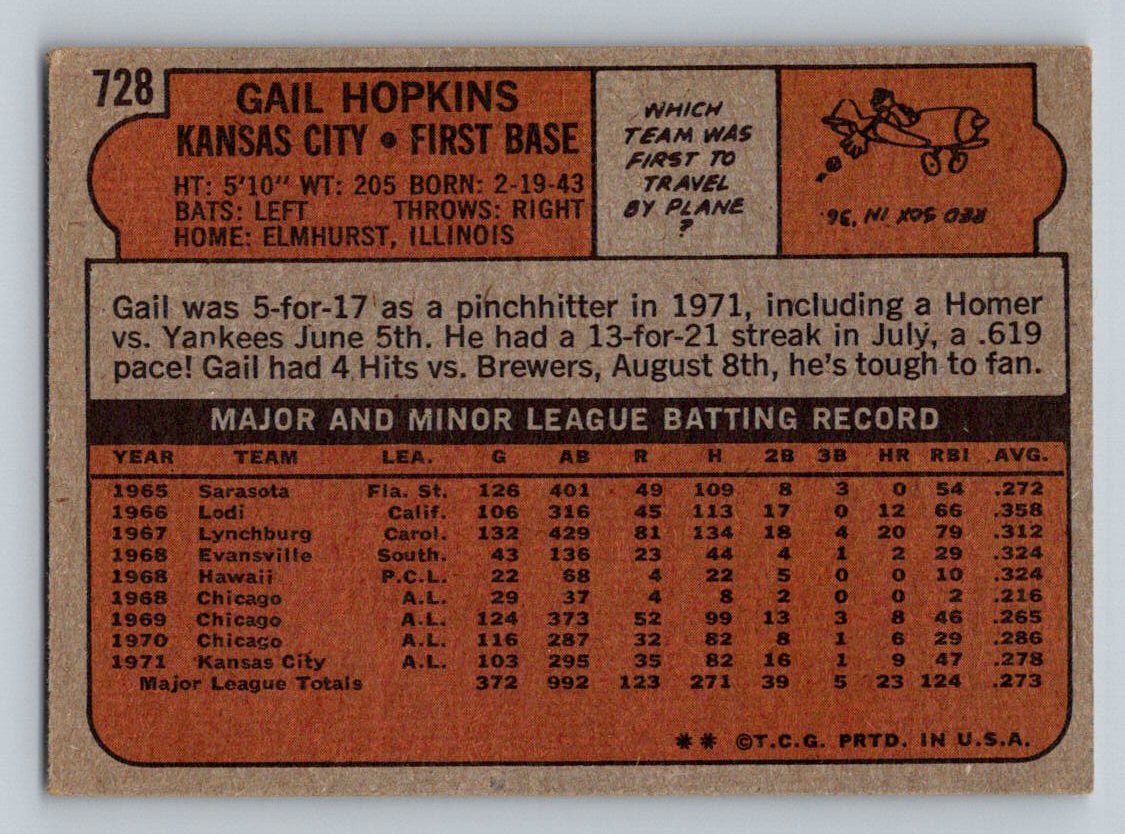 728
GAIL HOPKINS
KANSAS CITY • FIRST BASE
HT: 5'10" WT: 205 BORN: 2-19-43
BATS: LEFT THROWS: RIGHT
HOME: ELMHURST, ILLINOIS
WHICH
TEAM WAS
FIRST TO
TRAVEL
BY PLANE
?
RED SOX IN '36.
Gail was 5-for-17 as a pinchhitter in 1971, including a Homer
vs. Yankees June 5th. He had a 13-for-21 streak in July, a .619
pace! Gail had 4 Hits vs. Brewers, August 8th, he's tough to fan.
MAJOR AND MINOR LEAGUE BATTING RECORD
YEAR TEAM LEA. G AB R H 2B 3B HR RBI AVG.
1965 Sarasota Fla. St. 126 401 49 109 8 3 0 54 .272
1966 Lodi Calif. 106 316 45 113 17 0 12 66 .358
1967 Lynchburg Carol. 132 429 81 134 18 4 20 79 .312
1968 Evansville South. 43 136 23 44 4 1 2 29 .324
1968 Hawaii P.C.L. 22 68 4 22 5 0 0 10 .324
1968 Chicago A.L. 29 37 4 8 2 0 0 2 .216
1969 Chicago A.L. 124 373 52 99 13 3 8 46 .265
1970 Chicago A.L. 116 287 32 82 8 1 6 29 .286
1971 Kansas City A.L. 103 295 35 82 16 1 9 47 .278
Major League Totals 372 992 123 271 39 5 23 124 .273
** ©T.C.G. PRTD. IN U.S.A.